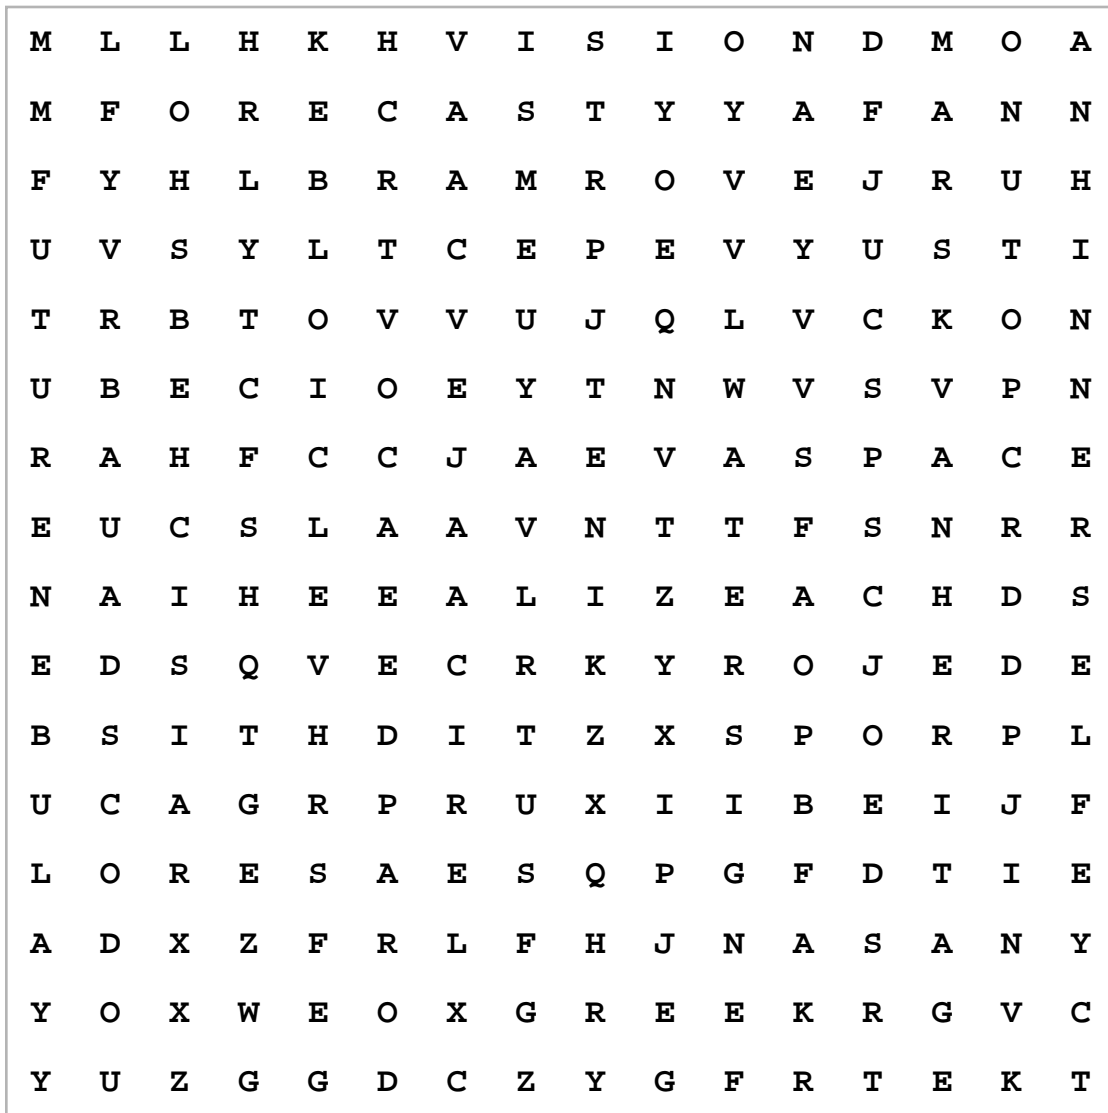 M L L H K H V I S I O N D M O A
M F O R E C A S T Y Y A F A N N
F Y H L B R A M R O V E J R U H
U V S Y L T C E P E V Y U S T I
T R B T O V V U J Q L V C K O N
U B E C I O E Y T N W V S V P N
R A H F C C J A E V A S P A C E
E U C S L A A V N T T F S N R R
N A I H E E A L I Z E A C H D S
E D S Q V E C R K Y R O J E D E
B S I T H D I T Z X S P O R P L
U C A G R P R U X I I B E I J F
L O R E S A E S Q P G F D T I E
A D X Z F R L F H J N A S A N Y
Y O X W E O X G R E E K R G V C
Y U Z G G D C Z Y G F R T E K T